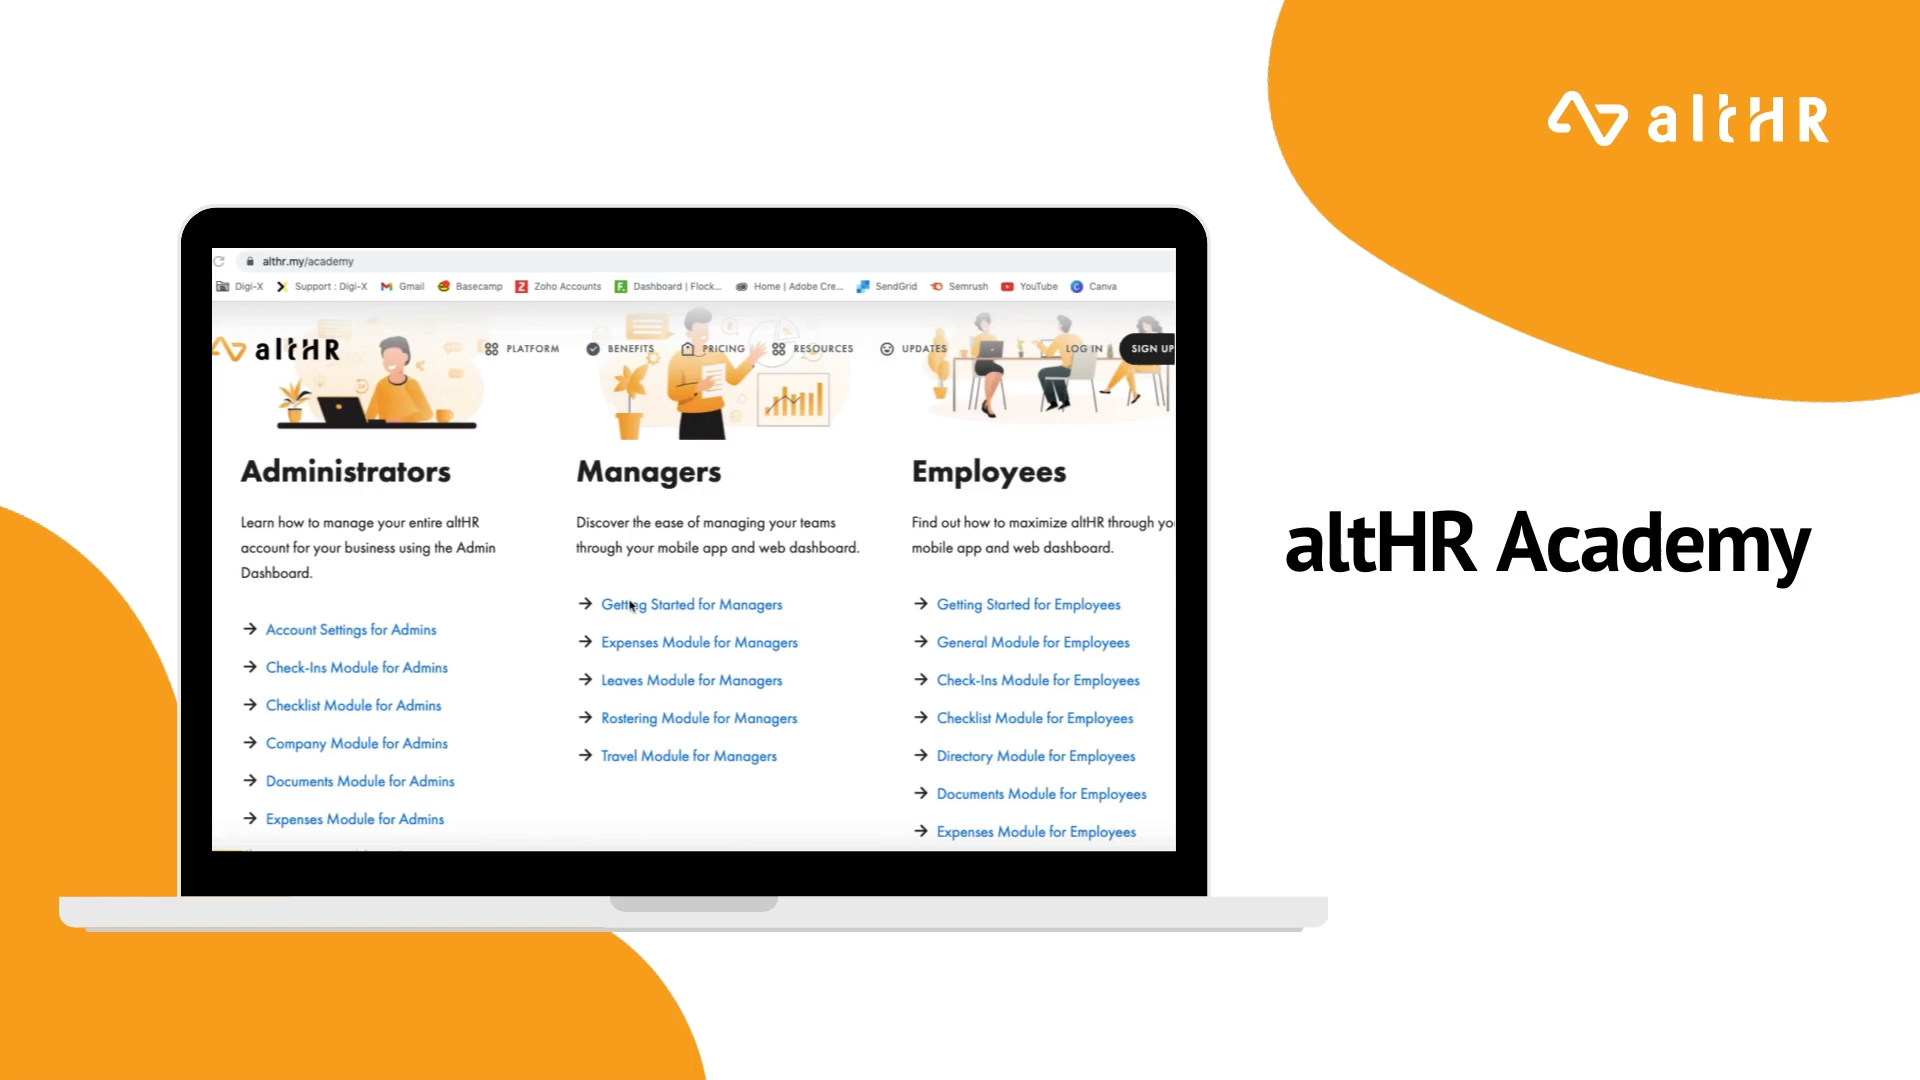 altHR
althr.my/academy
Digi-X
Support : Digi-X
Gmail
Basecamp
Zoho Accounts
Dashboard | Flock...
Home | Adobe Cre...
SendGrid
Semrush
YouTube
Canva
altHR
PLATFORM
BENEFITS
PRICING
RESOURCES
UPDATES
LOG IN
SIGN UP
Administrators
Learn how to manage your entire altHR
account for your business using the Admin
Dashboard.
Account Settings for Admins
Check-Ins Module for Admins
Checklist Module for Admins
Company Module for Admins
Documents Module for Admins
Expenses Module for Admins
Managers
Discover the ease of managing your teams
through your mobile app and web dashboard.
Getting Started for Managers
Expenses Module for Managers
Leaves Module for Managers
Rostering Module for Managers
Travel Module for Managers
Employees
Find out how to maximize altHR through yo
mobile app and web dashboard.
Getting Started for Employees
General Module for Employees
Check-Ins Module for Employees
Checklist Module for Employees
Directory Module for Employees
Documents Module for Employees
Expenses Module for Employees
altHR Academy